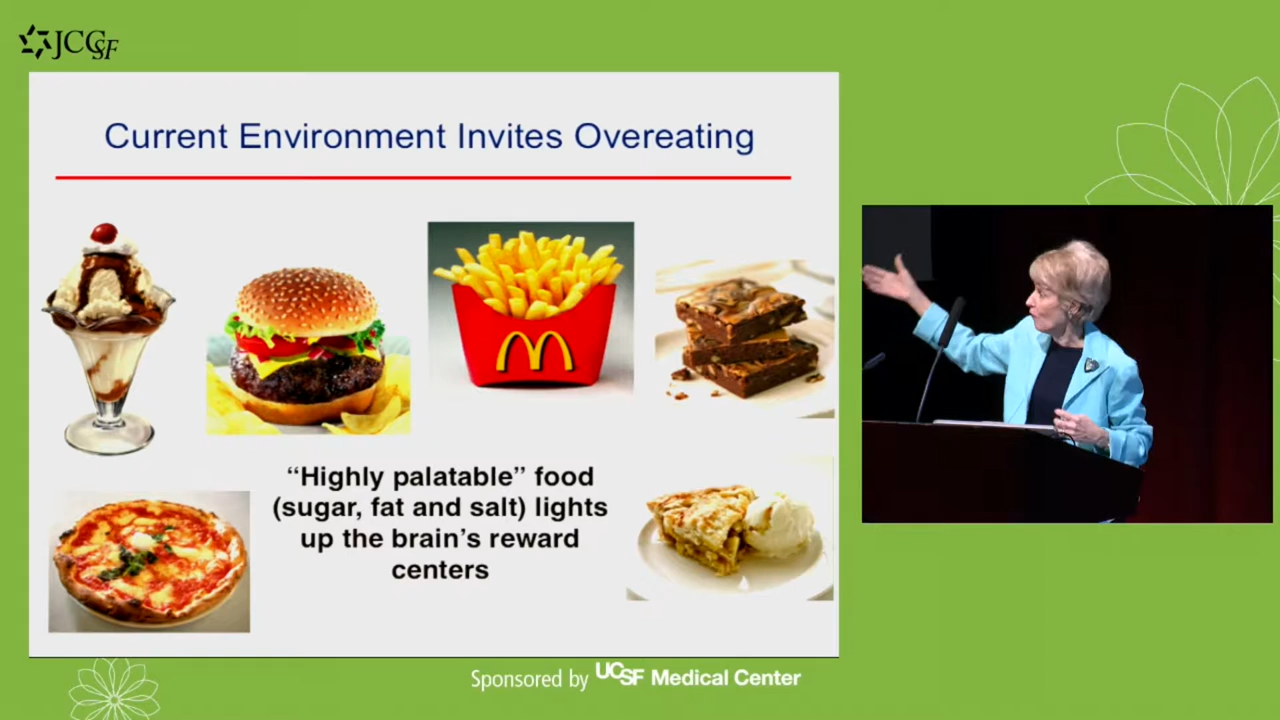 JCCSF
Current Environment Invites Overeating
“Highly palatable” food
(sugar, fat and salt) lights
up the brain’s reward
centers
Sponsored by UCSF Medical Center